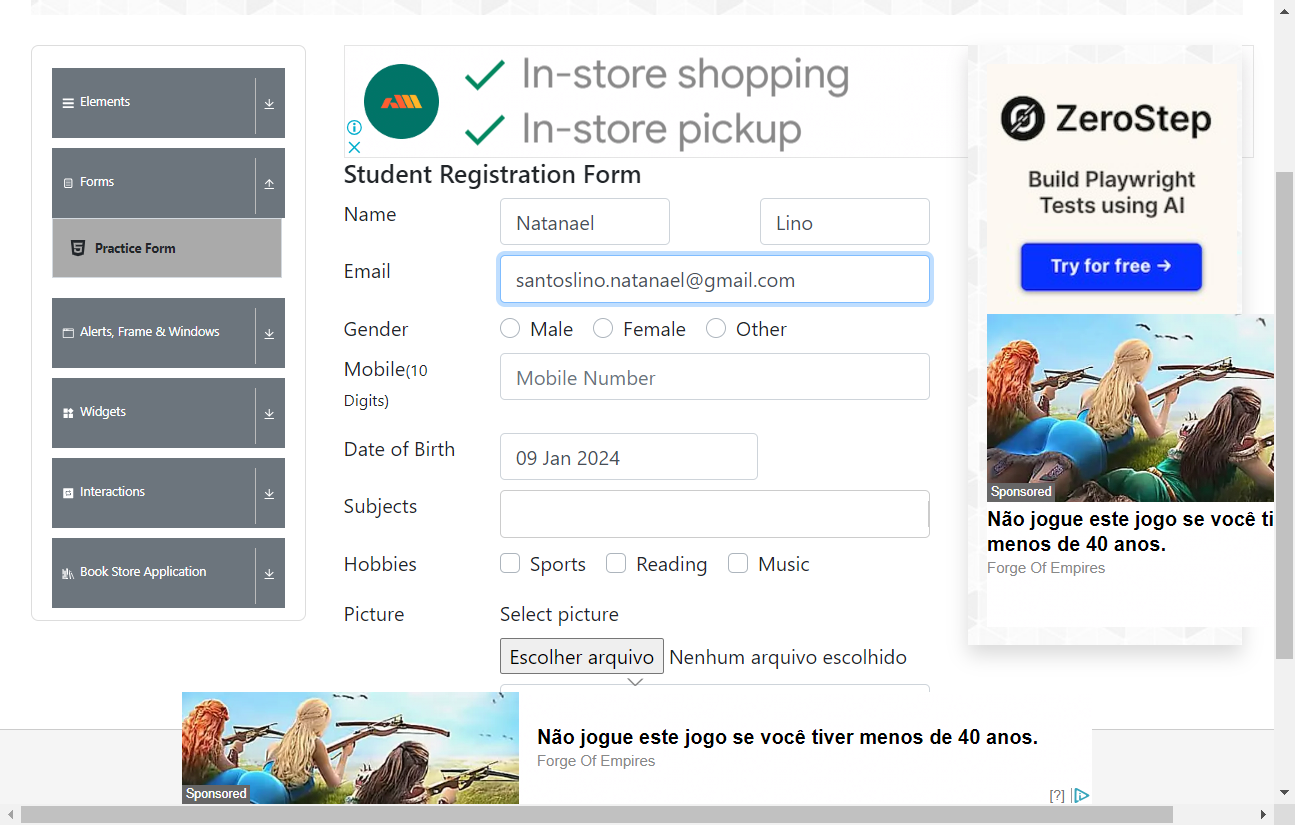 Elements
Forms
Practice Form
Alerts, Frame & Windows
Widgets
Interactions
Book Store Application
In-store shopping
In-store pickup
Student Registration Form
Name
Natanael
Lino
Email
santoslino.natanael@gmail.com
Gender
Male
Female
Other
Mobile(10
Digits)
Mobile Number
Date of Birth
09 Jan 2024
Subjects
Hobbies
Sports
Reading
Music
Picture
Select picture
Escolher arquivo
Nenhum arquivo escolhido
ZeroStep
Build Playwright
Tests using AI
Try for free →
Sponsored
Não jogue este jogo se você ti
menos de 40 anos.
Forge Of Empires
Sponsored
Não jogue este jogo se você tiver menos de 40 anos.
Forge Of Empires
[?]